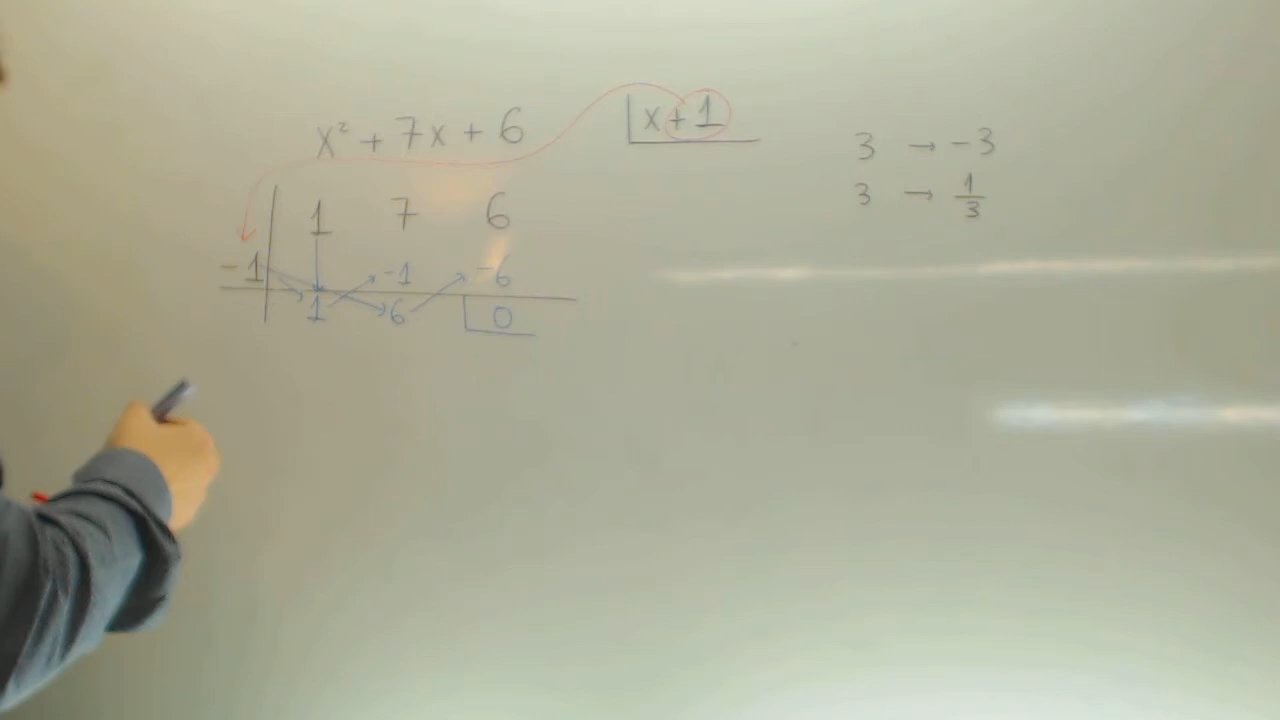 x² + 7x + 6 x + 1
1 7 6
-1 -1 -6
1 6 0
3 → -3
3 → 1/3